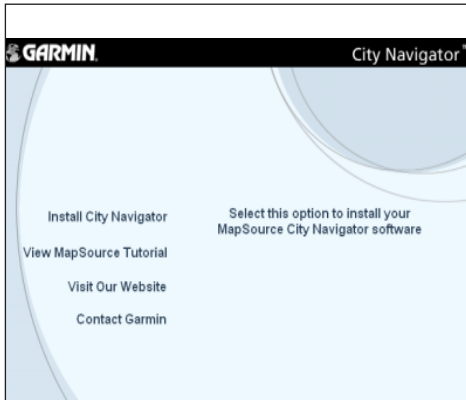 GARMIN.
City Navigator™
Install City Navigator
Select this option to install your
MapSource City Navigator software
View MapSource Tutorial
Visit Our Website
Contact Garmin